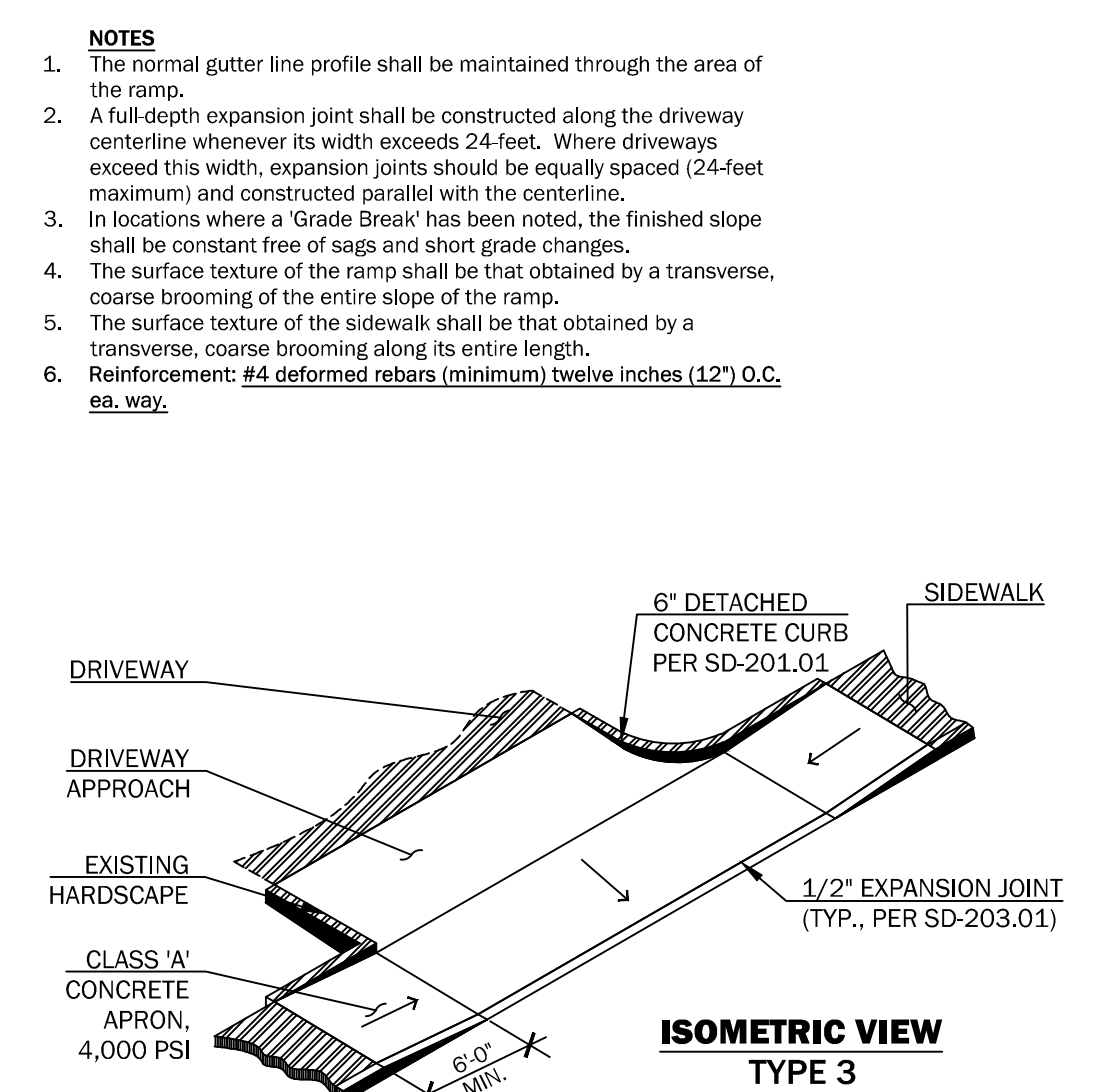 NOTES
1. The normal gutter line profile shall be maintained through the area of
the ramp.
2. A full-depth expansion joint shall be constructed along the driveway
centerline whenever its width exceeds 24-feet. Where driveways
exceed this width, expansion joints should be equally spaced (24-feet
maximum) and constructed parallel with the centerline.
3. In locations where a 'Grade Break' has been noted, the finished slope
shall be constant free of sags and short grade changes.
4. The surface texture of the ramp shall be that obtained by a transverse,
coarse brooming of the entire slope of the ramp.
5. The surface texture of the sidewalk shall be that obtained by a
transverse, coarse brooming along its entire length.
6. Reinforcement: #4 deformed rebars (minimum) twelve inches (12") O.C.
ea. way.
6" DETACHED
CONCRETE CURB
PER SD-201.01
SIDEWALK
DRIVEWAY
DRIVEWAY
APPROACH
EXISTING
HARDSCAPE
1/2" EXPANSION JOINT
(TYP., PER SD-203.01)
CLASS 'A'
CONCRETE
APRON,
4,000 PSI
6'-0"
MIN.
ISOMETRIC VIEW
TYPE 3